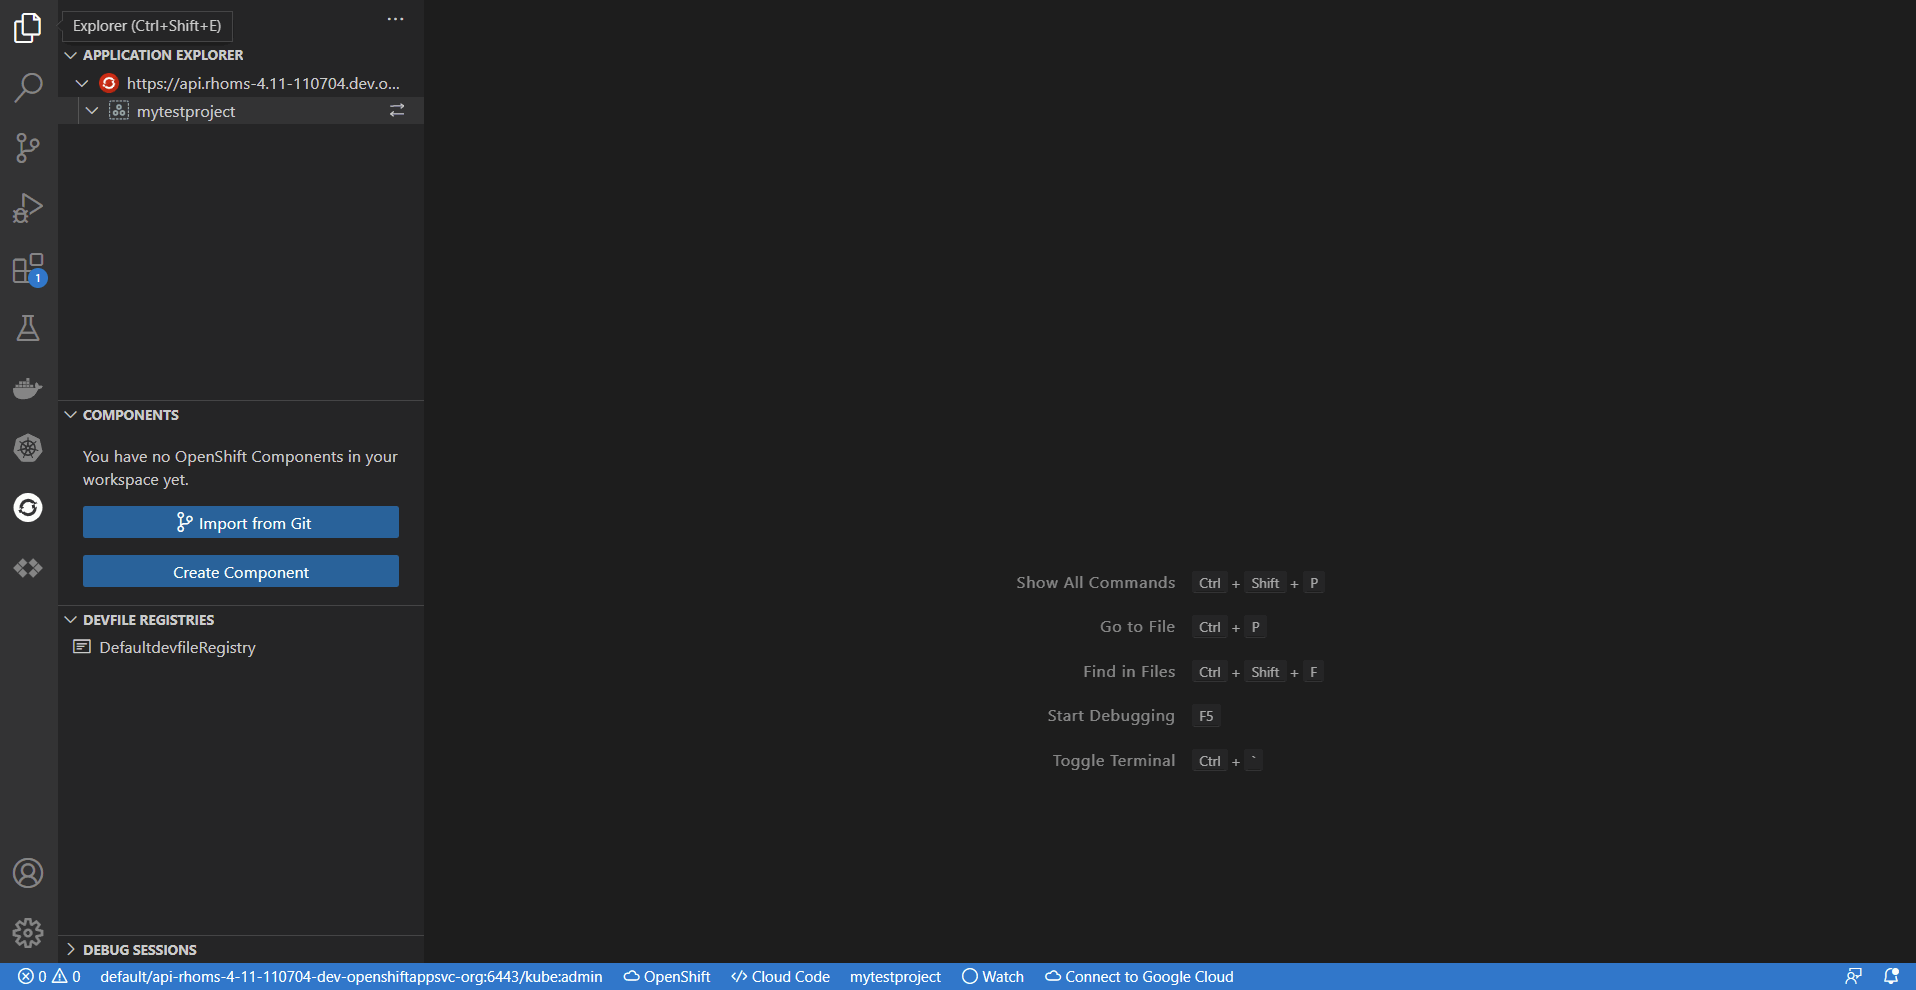 Explorer (Ctrl+Shift+E)
APPLICATION EXPLORER
https://api.rhoms-4.11-110704.dev.o...
mytestproject
1
COMPONENTS
You have no OpenShift Components in your
workspace yet.
Import from Git
Create Component
DEVFILE REGISTRIES
DefaultdevfileRegistry
DEBUG SESSIONS
Show All Commands Ctrl + Shift + P
Go to File Ctrl + P
Find in Files Ctrl + Shift + F
Start Debugging F5
Toggle Terminal Ctrl + `
0 0 default/api-rhoms-4-11-110704-dev-openshiftappsvc-org:6443/kube:admin OpenShift Cloud Code mytestproject Watch Connect to Google Cloud